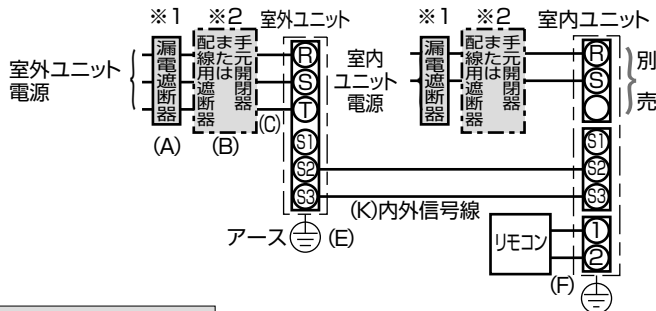 ※1 ※2 室外ユニット
室外ユニット
電源
漏電遮断器
手元開閉器
または
配線用遮断器
(A)
(B)
(C)
R
S
T
S1
S2
S3
アース
(E)
(K)内外信号線
※1 ※2 室内ユニット
室内
ユニット
電源
漏電遮断器
手元開閉器
または
配線用遮断器
R
S
別売
S1
S2
S3
リモコン
1
2
(F)